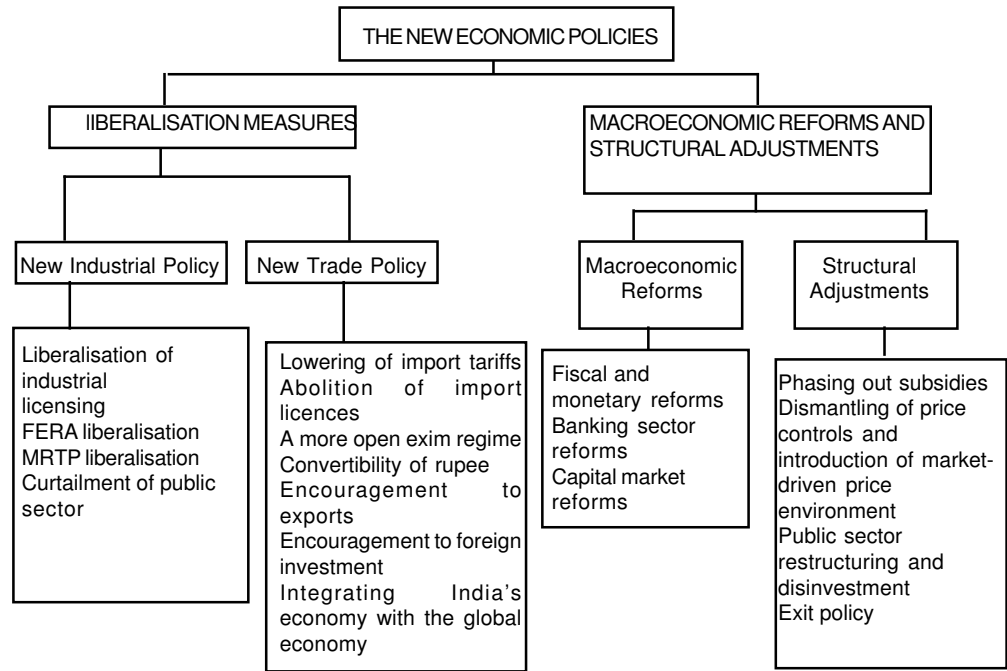 THE NEW ECONOMIC POLICIES
lIBERALISATION MEASURES
MACROECONOMIC REFORMS AND
STRUCTURAL ADJUSTMENTS
New Industrial Policy
New Trade Policy
Macroeconomic
Reforms
Structural
Adjustments
Liberalisation of
industrial
licensing
FERA liberalisation
MRTP liberalisation
Curtailment of public
sector
Lowering of import tariffs
Abolition of import
licences
A more open exim regime
Convertibility of rupee
Encouragement to
exports
Encouragement to foreign
investment
Integrating India's
economy with the global
economy
Fiscal and
monetary reforms
Banking sector
reforms
Capital market
reforms
Phasing out subsidies
Dismantling of price
controls and
introduction of market-
driven price
environment
Public sector
restructuring and
disinvestment
Exit policy